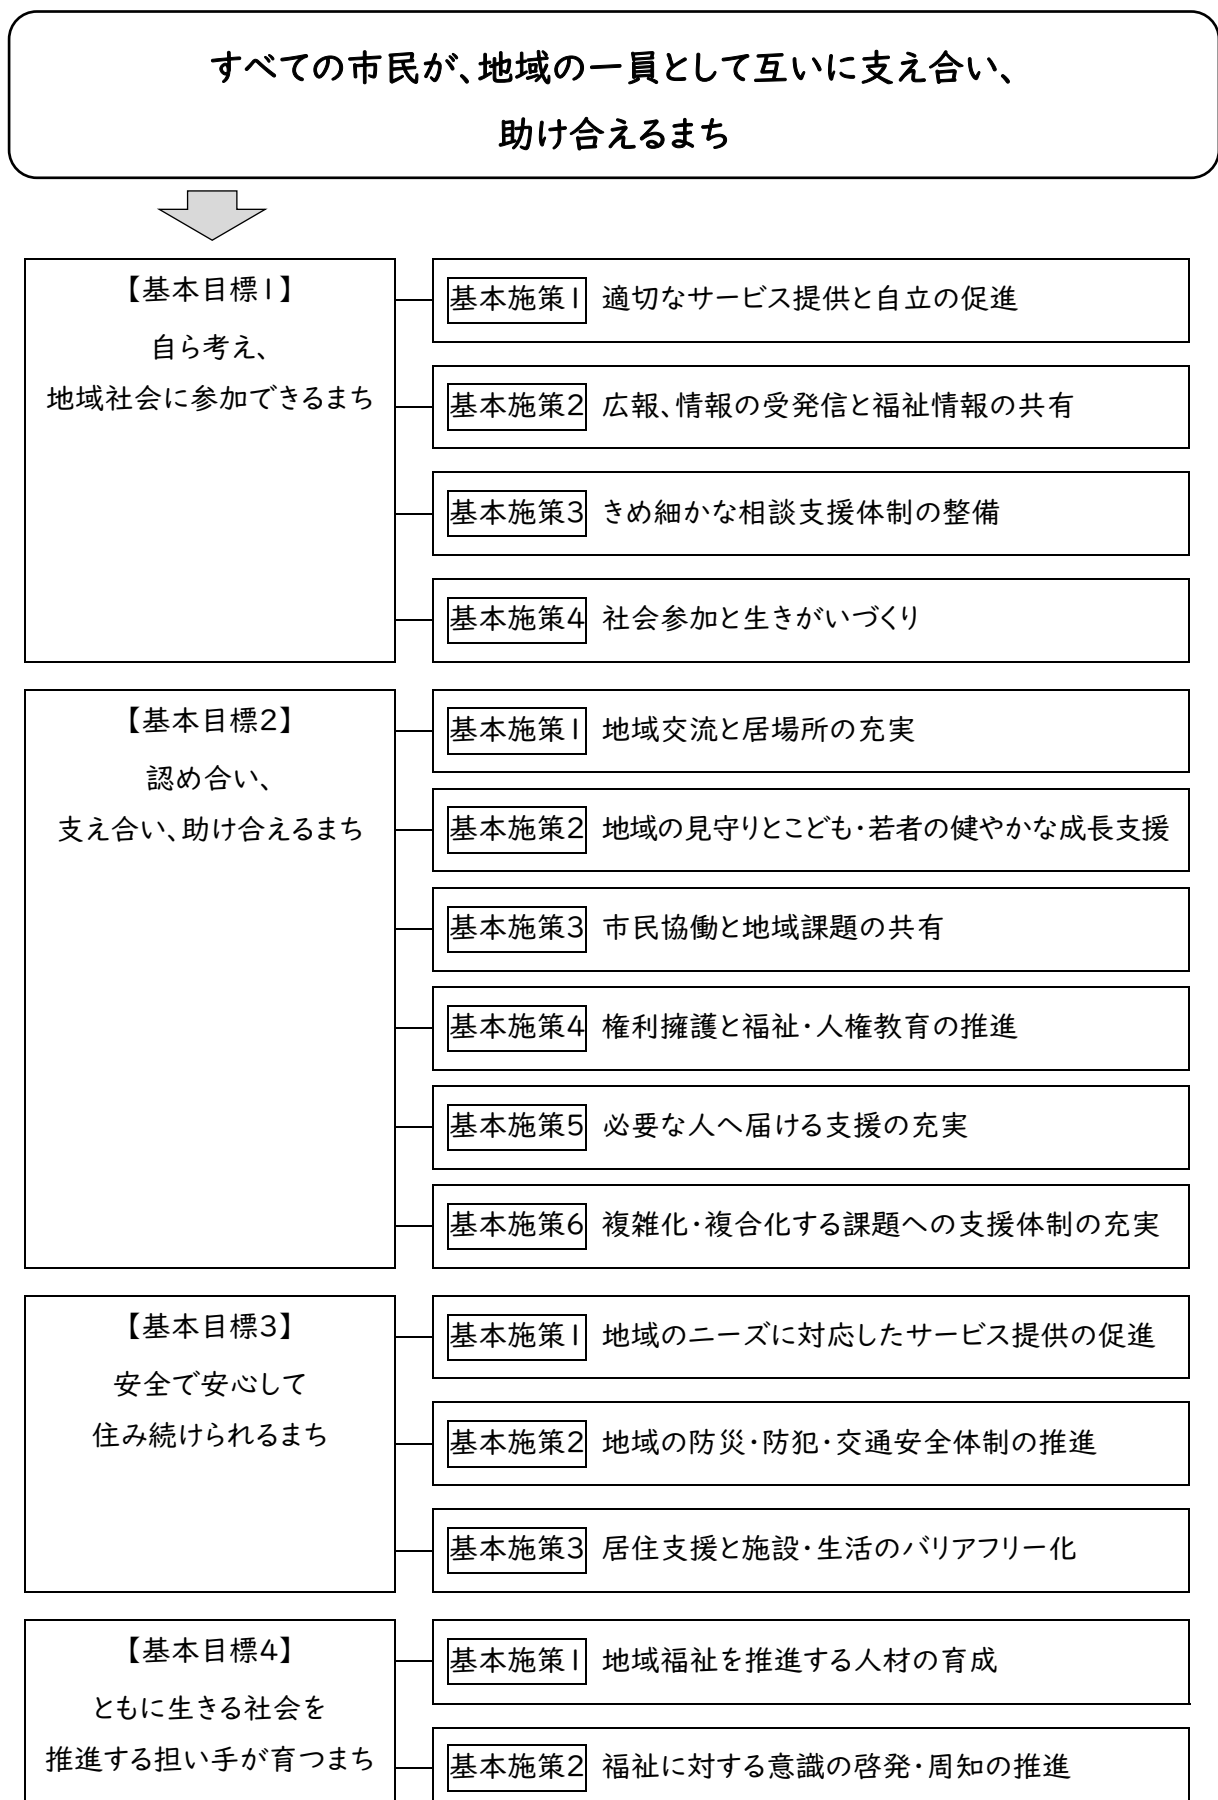 すべての市民が、地域の一員として互いに支え合い、
助け合えるまち
【基本目標1】
自ら考え、
地域社会に参加できるまち
基本施策1 適切なサービス提供と自立の促進
基本施策2 広報、情報の受発信と福祉情報の共有
基本施策3 きめ細かな相談支援体制の整備
基本施策4 社会参加と生きがいづくり
【基本目標2】
認め合い、
支え合い、助け合えるまち
基本施策1 地域交流と居場所の充実
基本施策2 地域の見守りとこども・若者の健やかな成長支援
基本施策3 市民協働と地域課題の共有
基本施策4 権利擁護と福祉・人権教育の推進
基本施策5 必要な人へ届ける支援の充実
基本施策6 複雑化・複合化する課題への支援体制の充実
【基本目標3】
安全で安心して
住み続けられるまち
基本施策1 地域のニーズに対応したサービス提供の促進
基本施策2 地域の防災・防犯・交通安全体制の推進
基本施策3 居住支援と施設・生活のバリアフリー化
【基本目標4】
ともに生きる社会を
推進する担い手が育つまち
基本施策1 地域福祉を推進する人材の育成
基本施策2 福祉に対する意識の啓発・周知の推進